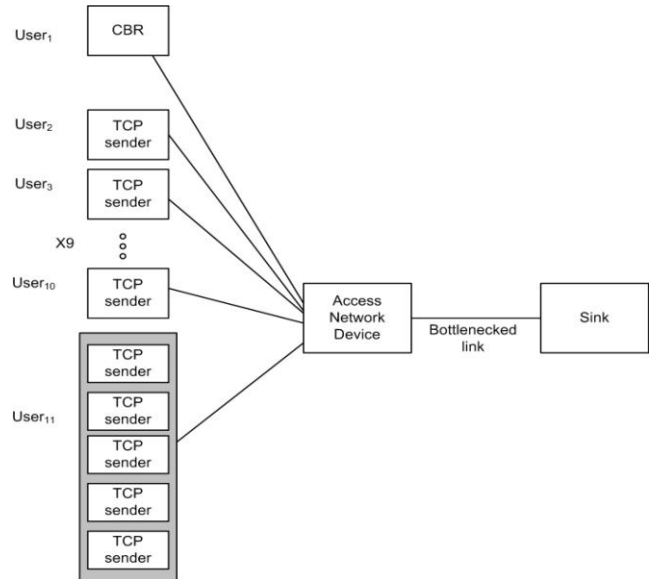 User₁
CBR
User₂
TCP
sender
User₃
TCP
sender
X9
User₁₀
TCP
sender
Access
Network
Device
Bottlenecked
link
Sink
User₁₁
TCP
sender
TCP
sender
TCP
sender
TCP
sender
TCP
sender